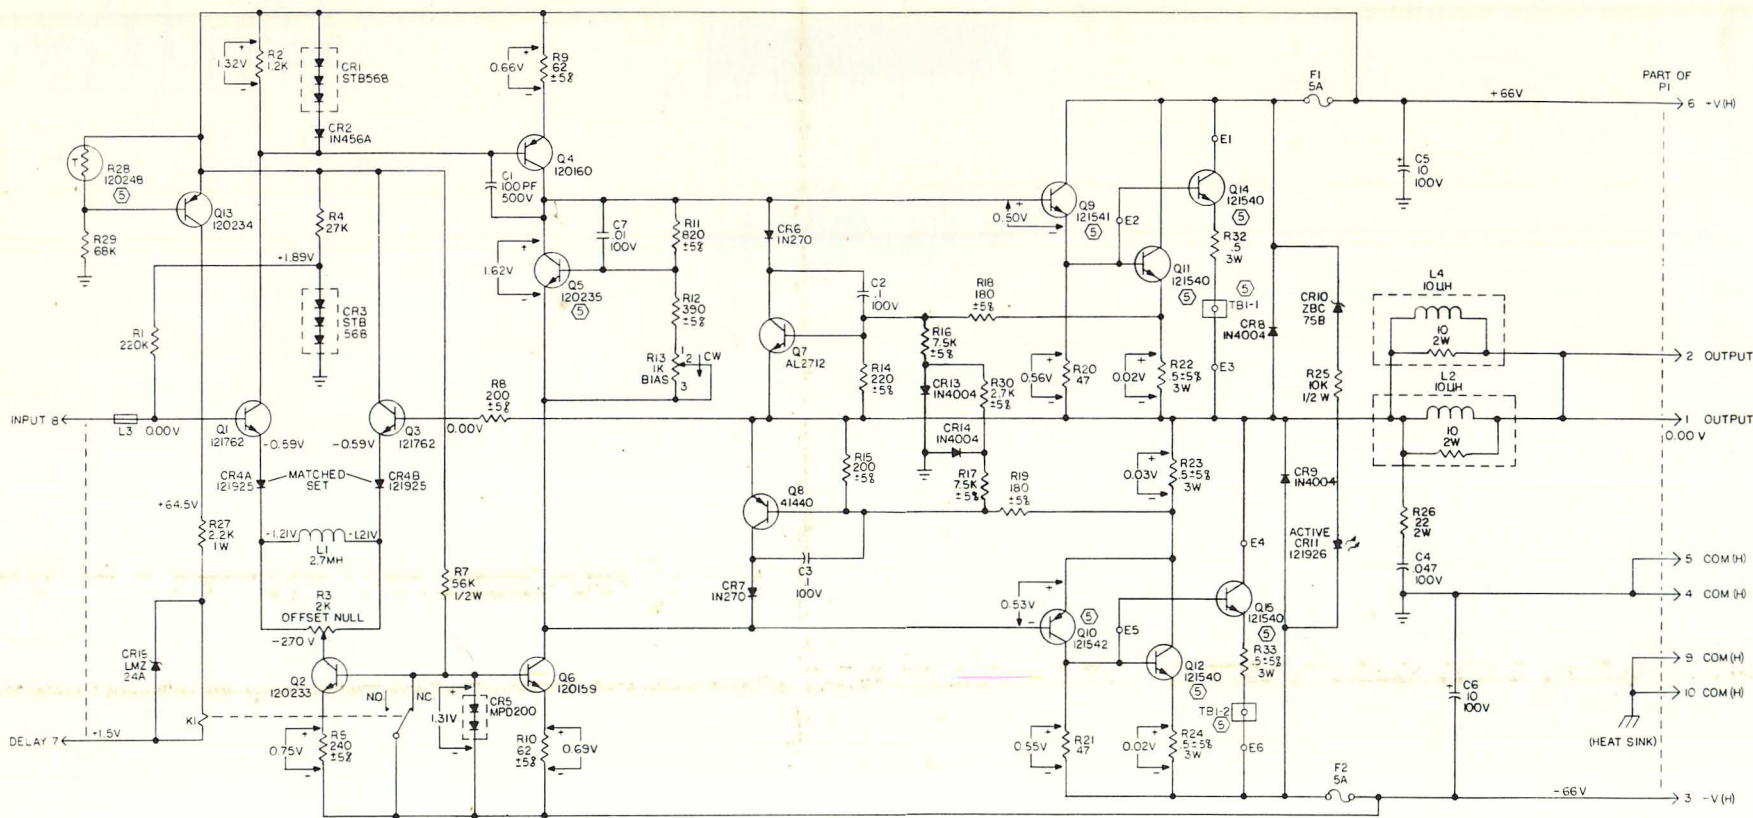 R2
1.2K
1.32V
CR1
STB568
CR2
1N456A
R9
62
±5%
0.66V
F1
5A
PART OF
P1
+66V
6 +V(H)
T
R28
120248
5
Q13
120234
R29
68K
R4
27K
+1.89V
CR3
STB
568
R1
220K
Q4
120160
C1
100PF
500V
C7
.01
100V
R11
820
±5%
1.62V
Q5
120235
5
R12
390
±5%
R13
1K
BIAS
1
2
3
CW
CR6
1N270
C2
.1
100V
Q7
AL2712
R14
220
±5%
R18
180
±5%
R16
7.5K
±5%
CR13
1N4004
R30
2.7K
±5%
CR14
1N4004
R17
7.5K
±5%
0.50V
Q9
121541
5
E1
E2
Q14
121540
5
R32
.5
3W
Q11
121540
5
5
TB1-1
E3
R20
47
0.56V
R22
.5±5%
3W
0.02V
CR8
1N4004
CR10
ZBC
75B
R25
10K
1/2 W
L4
10UH
10
2W
L2
10UH
10
2W
2 OUTPUT
1 OUTPUT
0.00 V
INPUT 8
L3
0.00V
Q1
121762
-0.59V
Q3
121762
-0.59V
0.00V
R8
200
±5%
CR4A
121925
MATCHED
SET
CR4B
121925
+64.5V
R27
2.2K
1W
-1.21V
L1
2.7MH
-1.21V
R3
2K
OFFSET NULL
-2.70 V
R7
56K
1/2W
R15
200
±5%
Q8
41440
R19
180
±5%
C3
.1
100V
CR7
1N270
0.03V
R23
.5±5%
3W
E4
CR9
1N4004
ACTIVE
CR11
121926
R26
22
2W
C4
.047
100V
5 COM(H)
4 COM(H)
0.53V
5
Q10
121542
E5
Q15
121540
5
R33
.5±5%
3W
Q12
121540
5
TB1-2
5
E6
R21
47
0.55V
R24
.5±5%
3W
0.02V
C5
10
100V
C6
10
100V
9 COM(H)
10 COM(H)
(HEAT SINK)
LMZ
24A
K1
DELAY 7
+1.5V
Q2
120233
R5
240
±5%
0.75V
N.O.
N.C.
1.31V
CR5
MPD200
Q6
120159
R10
62
±5%
0.69V
F2
5A
-66V
3 -V(H)